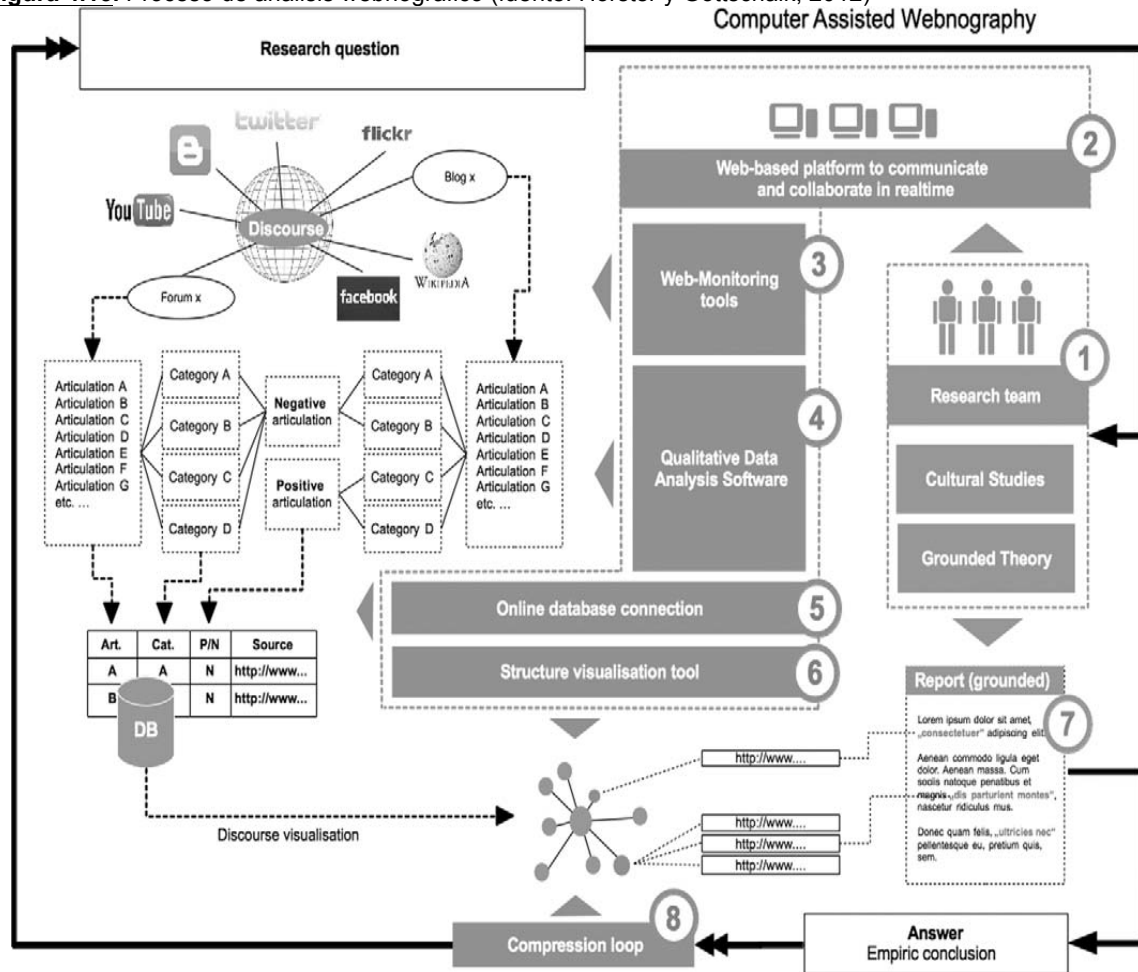 Computer Assisted Webnography
Research question
twitter
flickr
You Tube
Blog x
Discourse
WIKIPEDIA
facebook
Forum x
Articulation A
Articulation B
Articulation C
Articulation D
Articulation E
Articulation F
Articulation G
etc. ...
Category A
Category B
Category C
Category D
Negative
articulation
Positive
articulation
Category A
Category B
Category C
Category D
Articulation A
Articulation B
Articulation C
Articulation D
Articulation E
Articulation F
Articulation G
etc. ...
Art. Cat. P/N Source
A A N http://www...
B N http://www...
DB
Discourse visualisation
2
Web-based platform to communicate
and collaborate in realtime
3
Web-Monitoring
tools
4
Qualitative Data
Analysis Software
Online database connection 5
Structure visualisation tool 6
1
Research team
Cultural Studies
Grounded Theory
Report (grounded)
7
Lorem ipsum dolor sit amet,
„consectetuer" adipiscing elit.
Aenean commodo ligula eget
dolor. Aenean massa. Cum
sociis natoque penatibus et
magnis „dis parturient montes",
nascetur ridiculus mus.
Donec quam felis, „ultricies nec"
pellentesque eu, pretium quis,
sem.
http://www....
http://www....
http://www....
http://www....
8
Compression loop
Answer
Empiric conclusion